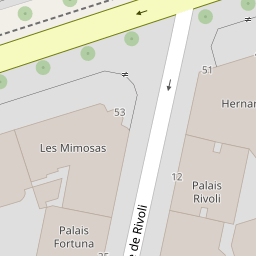 51
Hernan
53
Les Mimosas
12
Palais
Rivoli
Palais
Fortuna
e de Rivoli